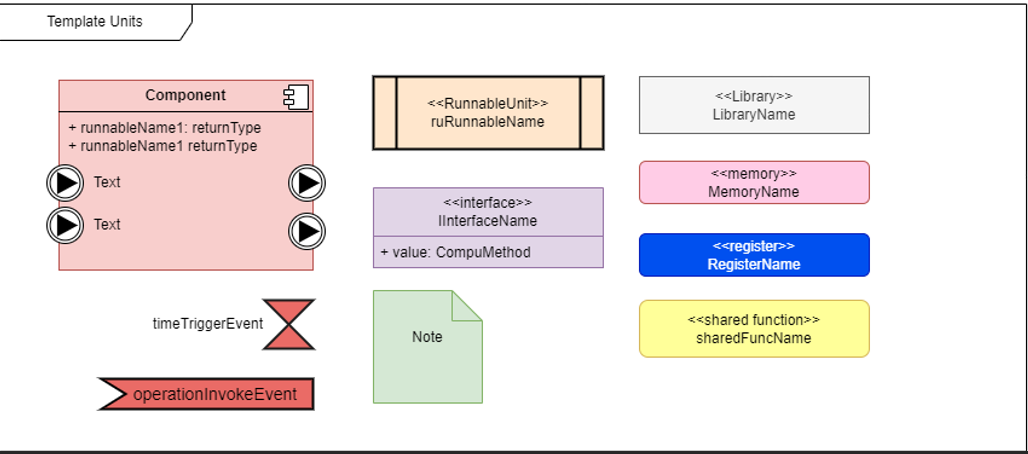 Template Units
Component
+ runnableName1: returnType
+ runnableName1 returnType
Text
Text
timeTriggerEvent
operationInvokeEvent
<<RunnableUnit>>
ruRunnableName
<<interface>>
IInterfaceName
+ value: CompuMethod
Note
<<Library>>
LibraryName
<<memory>>
MemoryName
<<register>>
RegisterName
<<shared function>>
sharedFuncName